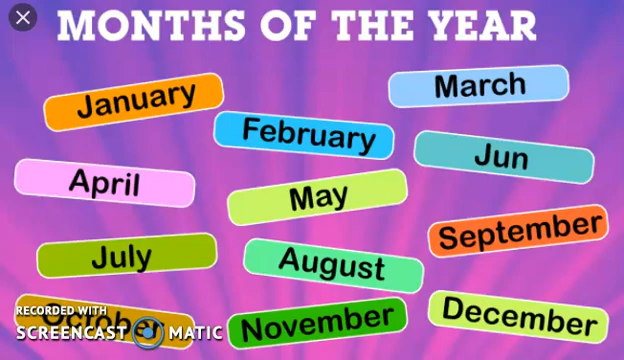 MONTHS OF THE YEAR
January
February
March
April
May
Jun
July
August
September
October
November
December
RECORDED WITH
SCREENCAST MATIC